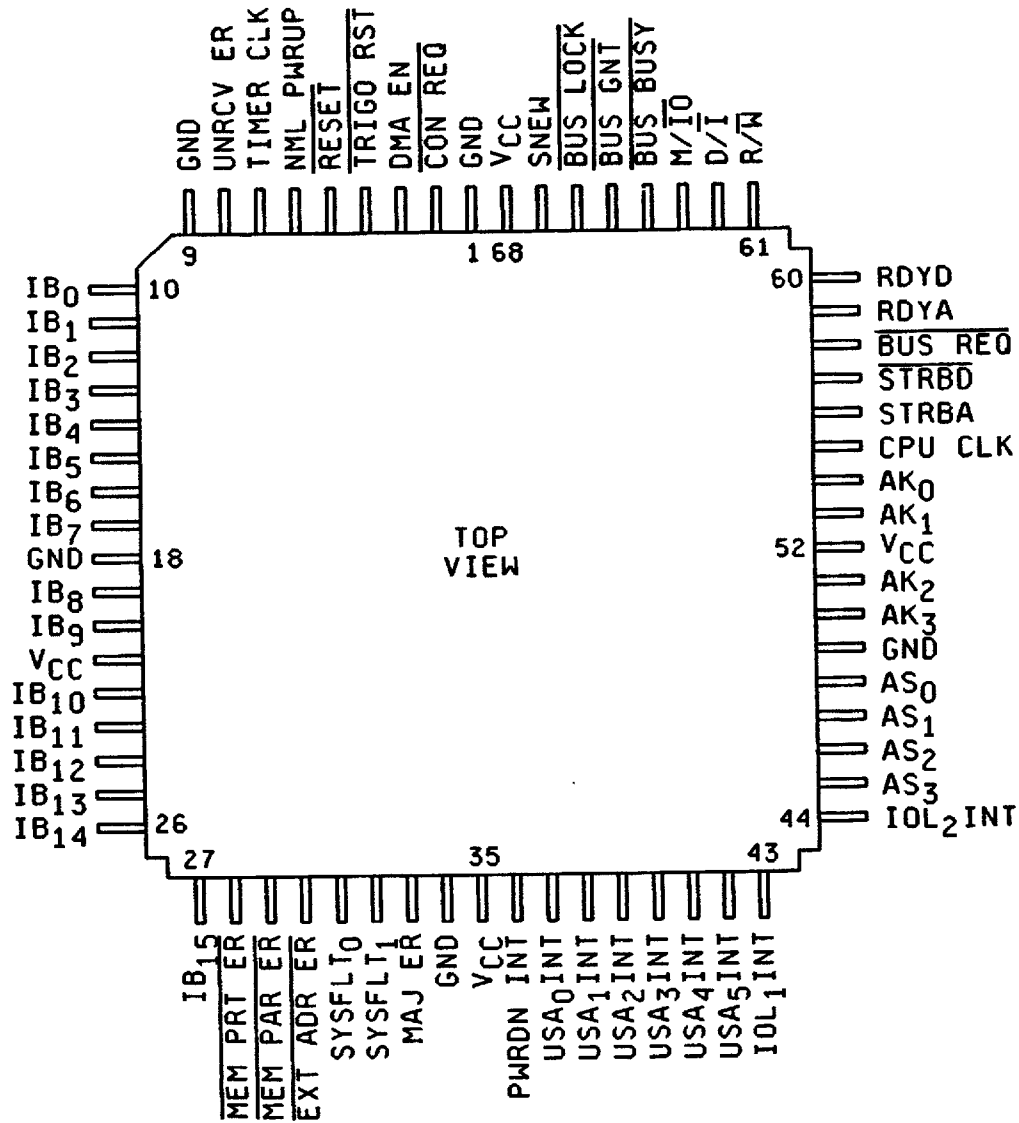 GND
UNRCV ER
TIMER CLK
NML PWRUP
RESET
TRIGO RST
DMA EN
CON REQ
GND
VCC
SNEW
BUS LOCK
BUS GNT
BUS BUSY
M/IO
D/I
R/W
9
1
68
61
IB0
10
IB1
IB2
IB3
IB4
IB5
IB6
IB7
GND
18
IB8
IB9
VCC
IB10
IB11
IB12
IB13
IB14
26
TOP
VIEW
60
RDYD
RDYA
BUS REQ
STRBD
STRBA
CPU CLK
AK0
AK1
52
VCC
AK2
AK3
GND
AS0
AS1
AS2
AS3
44
IOL2INT
27
35
43
IB15
MEM PRT ER
MEM PAR ER
EXT ADR ER
SYSFLT0
SYSFLT1
MAJ ER
GND
VCC
PWRDN INT
USA0INT
USA1INT
USA2INT
USA3INT
USA4INT
USA5INT
IOL1INT